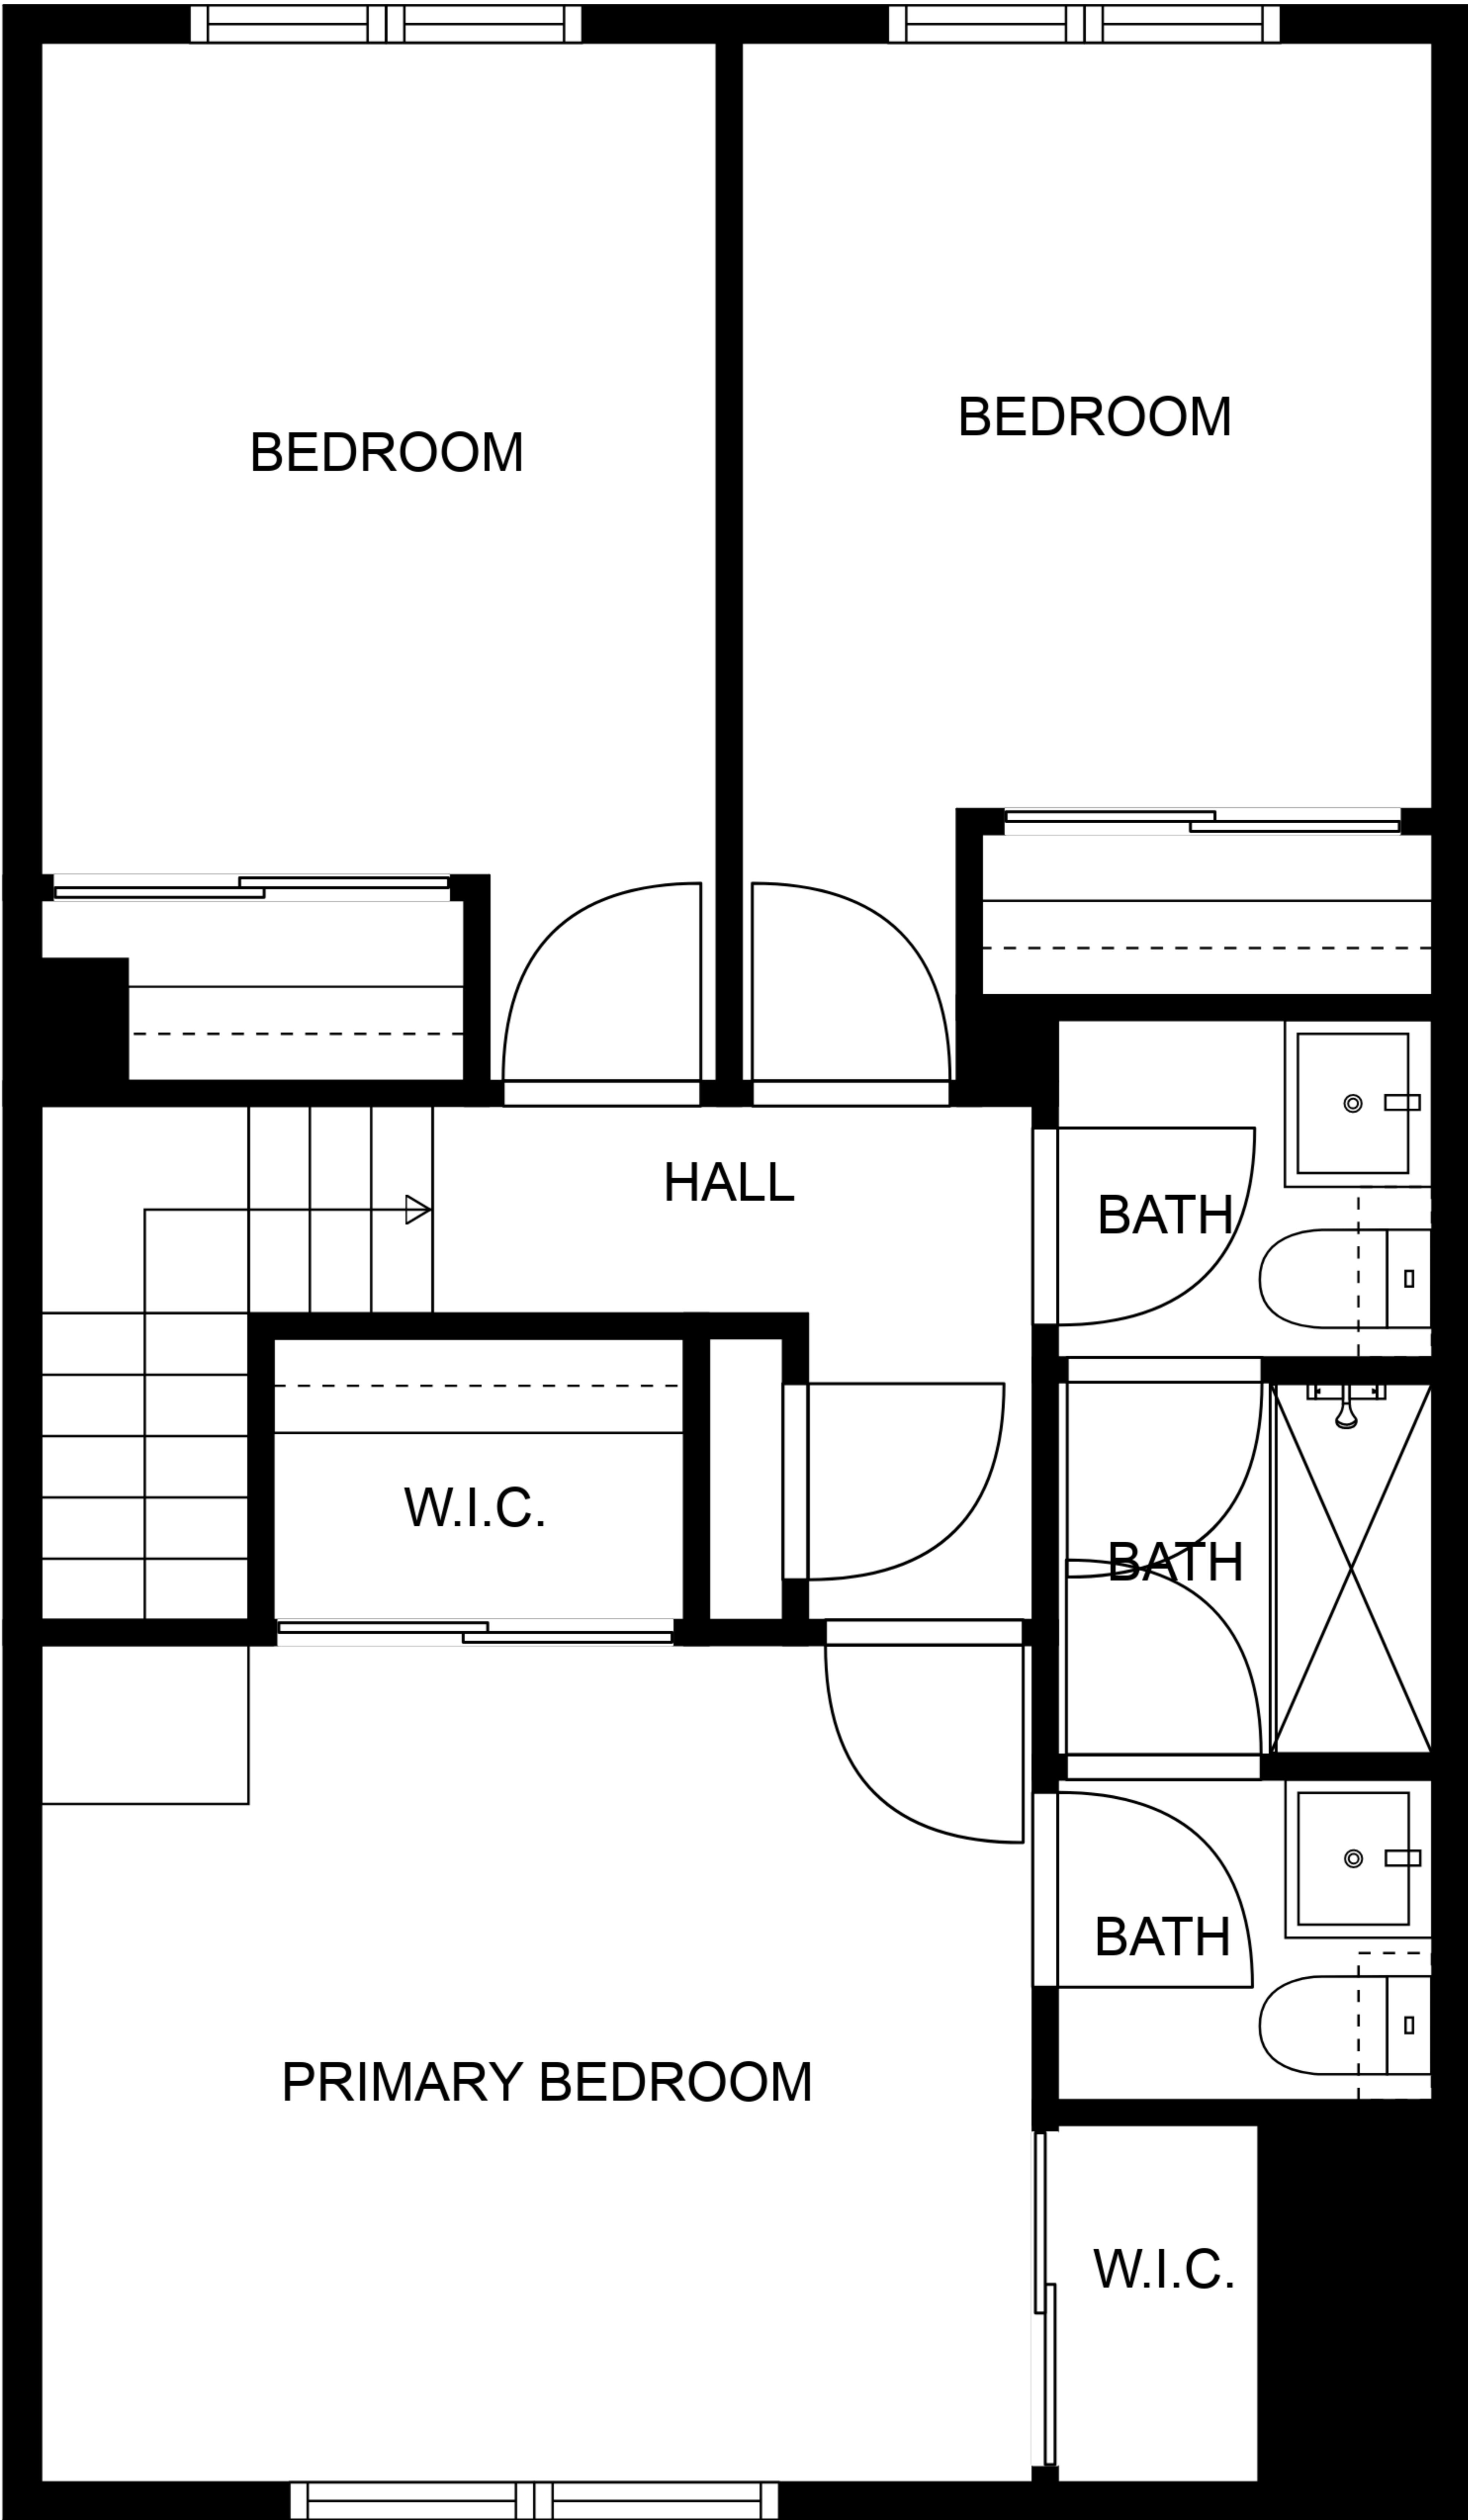 BEDROOM
BEDROOM
HALL
BATH
W.I.C.
BATH
BATH
PRIMARY BEDROOM
W.I.C.